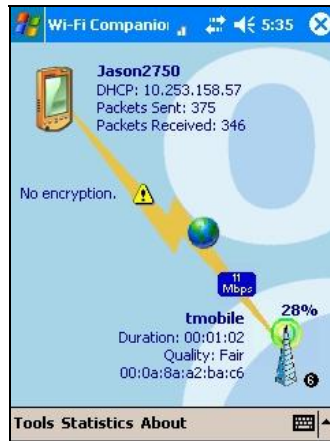 Wi-Fi Companion 5:35
Jason2750
DHCP: 10.253.158.57
Packets Sent: 375
Packets Received: 346
No encryption.
11
Mbps
28%
tmobile
Duration: 00:01:02
Quality: Fair
00:0a:8a:a2:ba:c6
6
Tools Statistics About